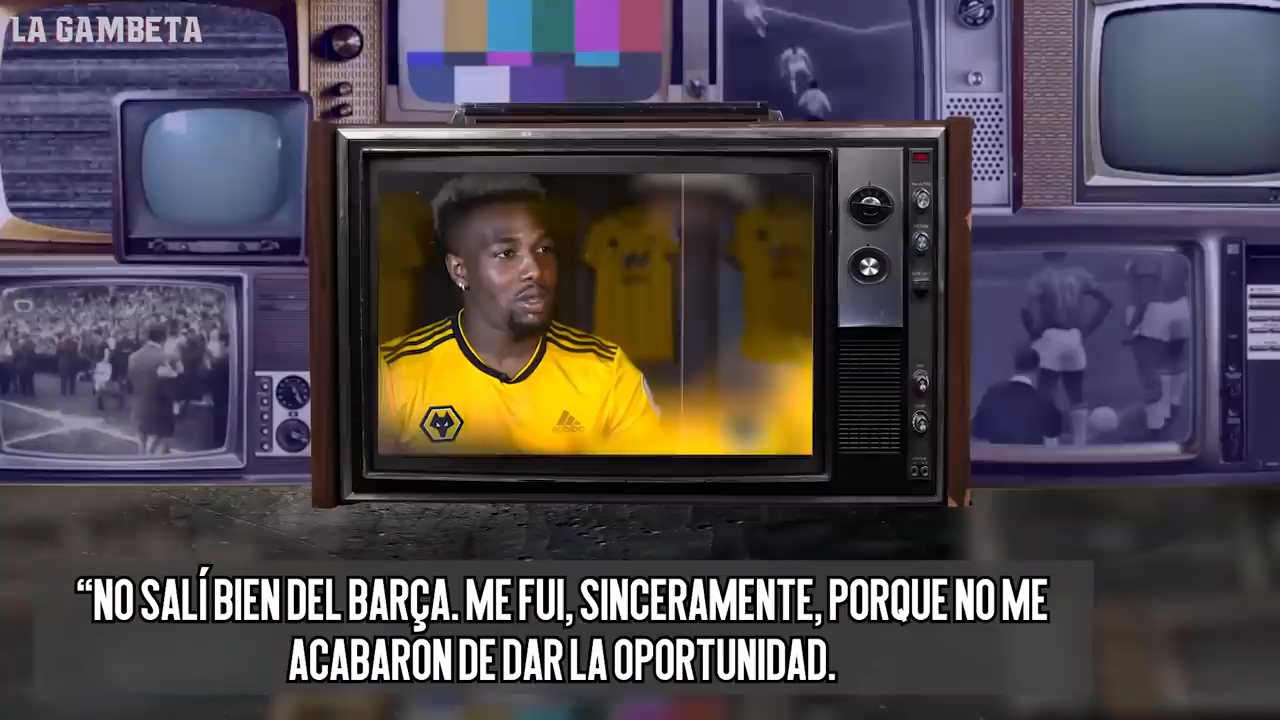 LA GAMBETA
“NO SALÍ BIEN DEL BARÇA. ME FUI, SINCERAMENTE, PORQUE NO ME
ACABARON DE DAR LA OPORTUNIDAD.